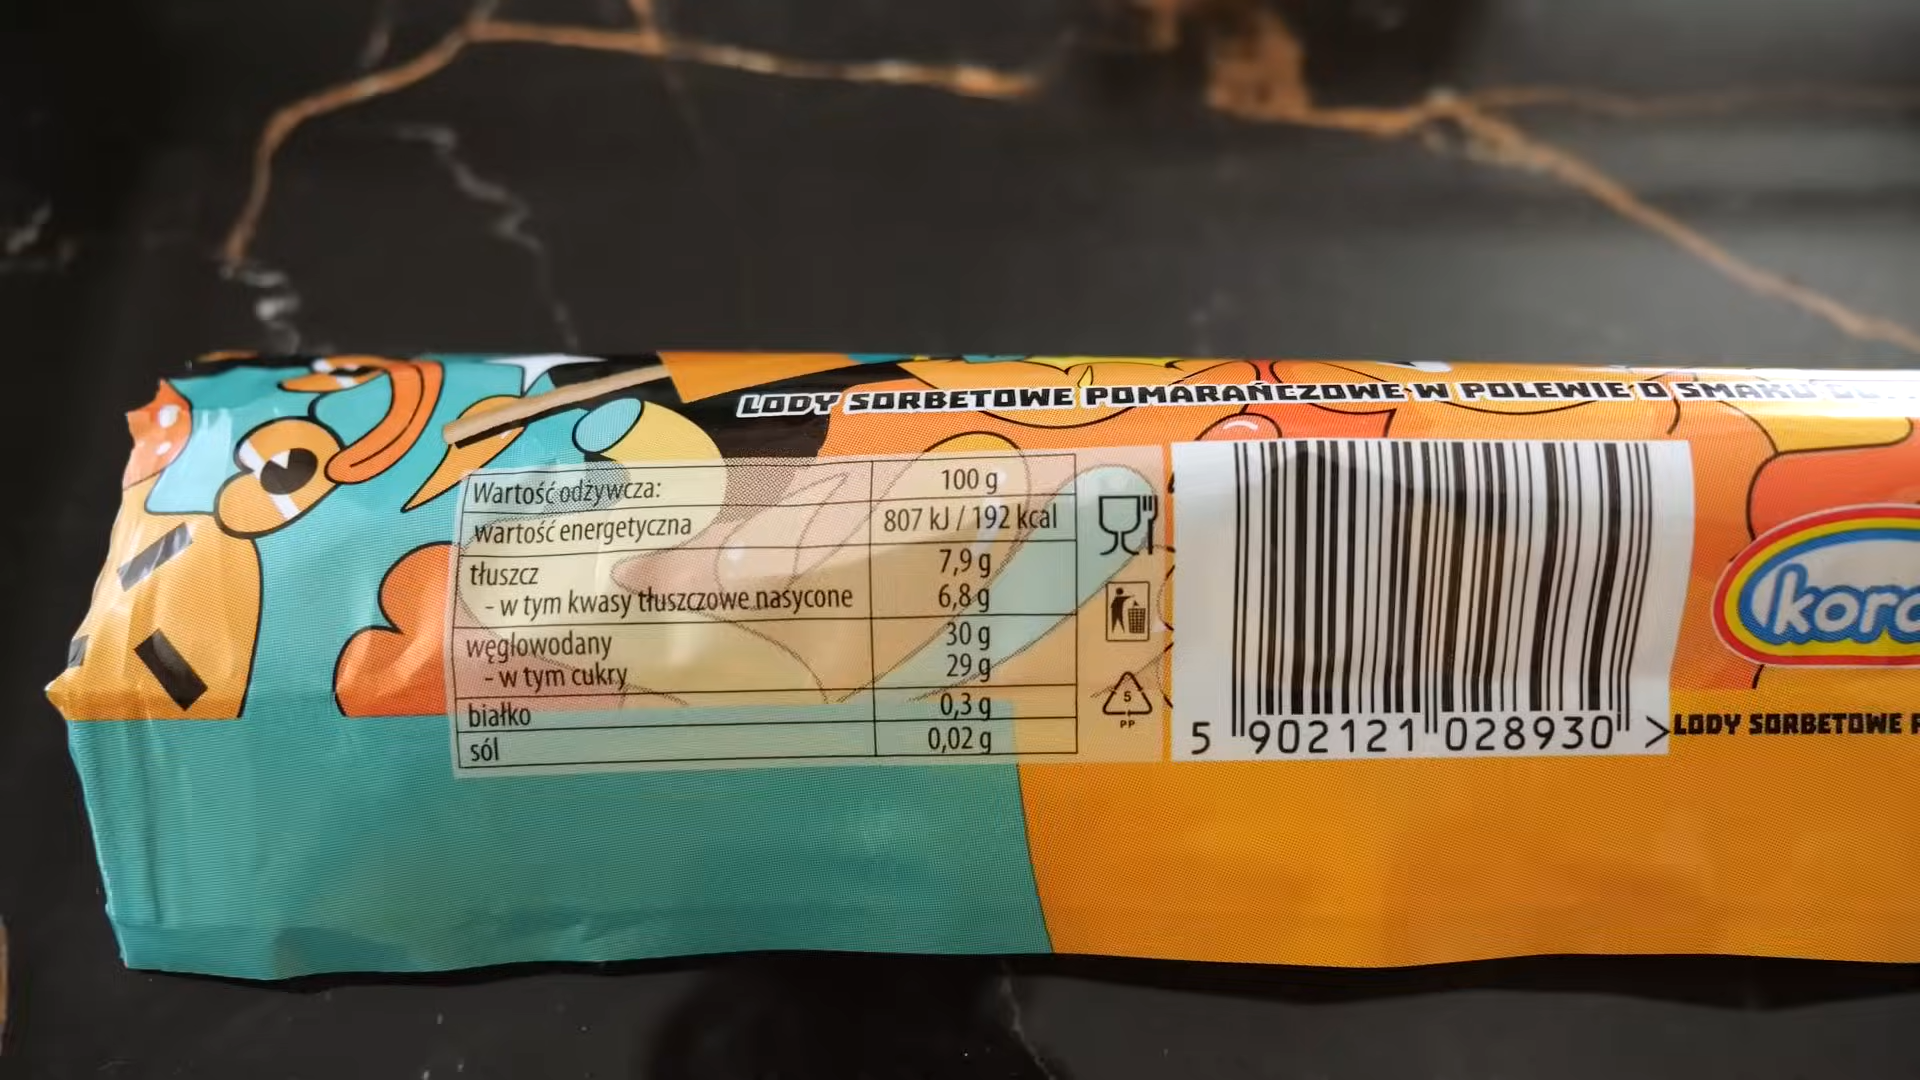 LODY SORBETOWE POMARAŃCZOWE W POLEWIE O SMAKU
Wartość odżywcza: 100 g
wartość energetyczna 807 kJ / 192 kcal
tłuszcz 7,9 g
- w tym kwasy tłuszczowe nasycone 6,8 g
węglowodany 30 g
- w tym cukry 29 g
białko 0,3 g
sól 0,02 g
5
PP
5 902121 028930 >
koro
LODY SORBETOWE